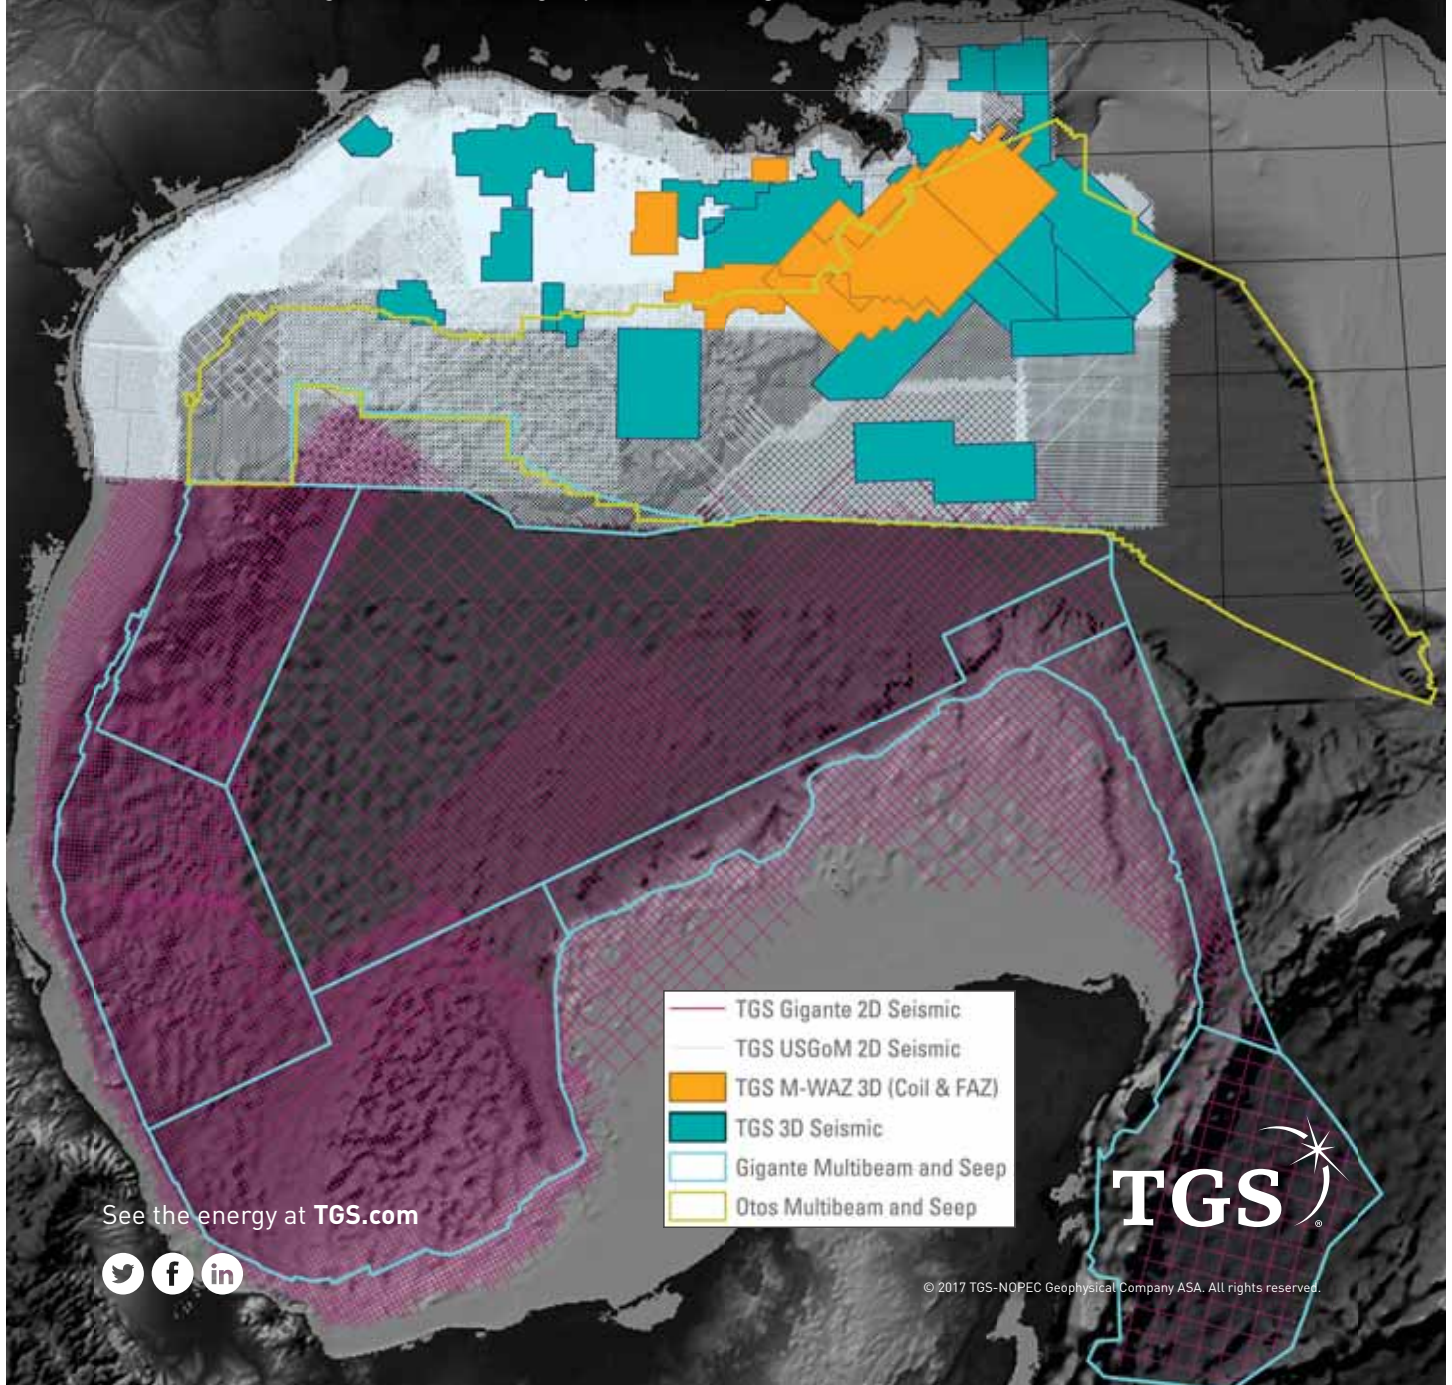 TGS Gigante 2D Seismic
TGS USGoM 2D Seismic
TGS M-WAZ 3D (Coil & FAZ)
TGS 3D Seismic
Gigante Multibeam and Seep
Otos Multibeam and Seep
TGS
®
See the energy at TGS.com
© 2017 TGS-NOPEC Geophysical Company ASA. All rights reserved.